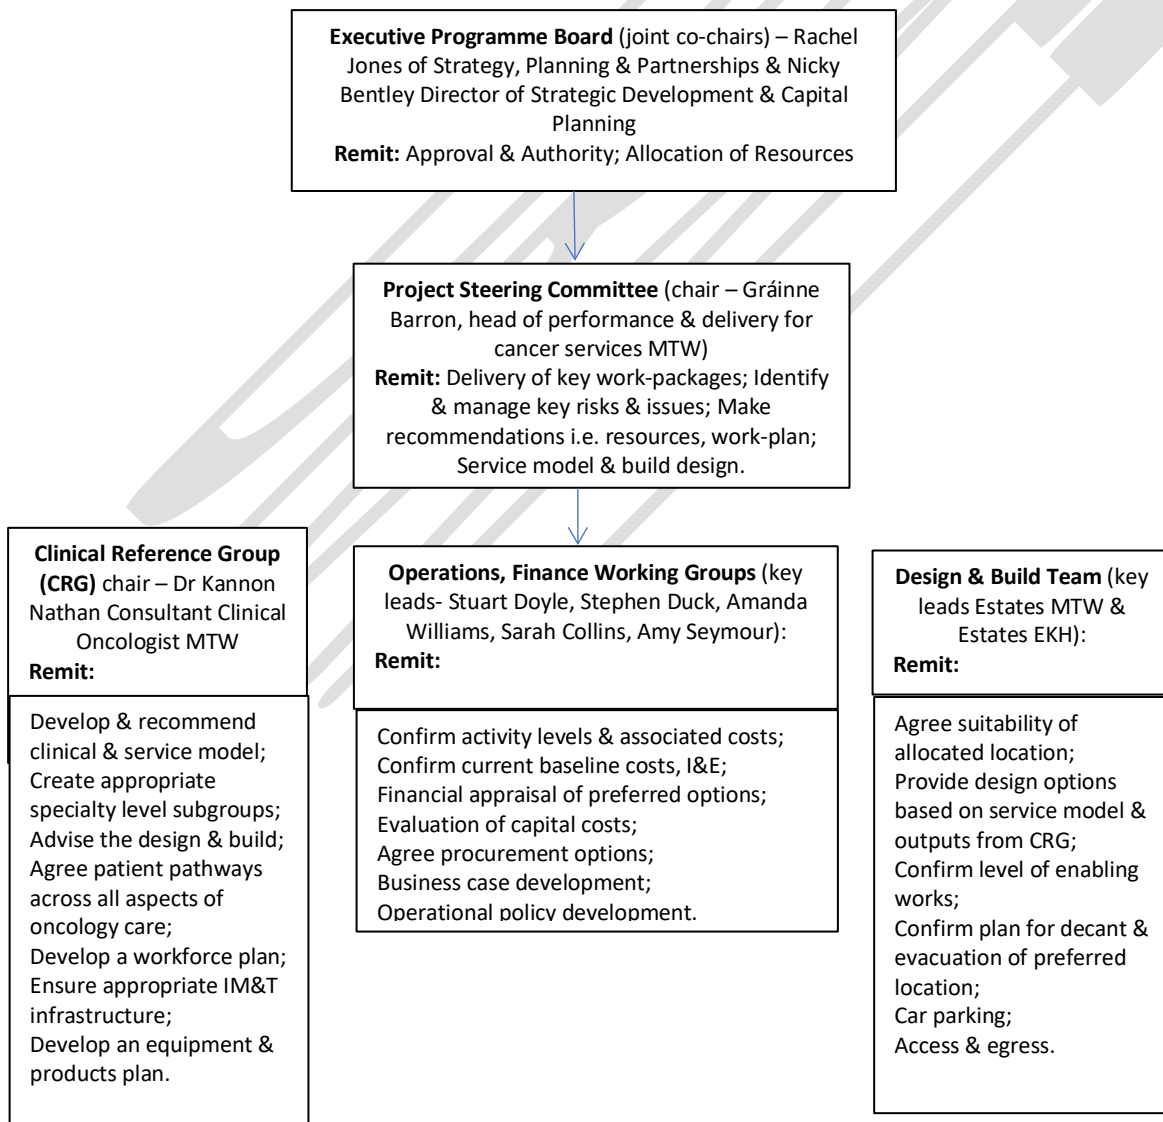 Executive Programme Board (joint co-chairs) – Rachel
Jones of Strategy, Planning & Partnerships & Nicky
Bentley Director of Strategic Development & Capital
Planning
Remit: Approval & Authority; Allocation of Resources
Project Steering Committee (chair – Gráinne
Barron, head of performance & delivery for
cancer services MTW)
Remit: Delivery of key work-packages; Identify
& manage key risks & issues; Make
recommendations i.e. resources, work-plan;
Service model & build design.
Clinical Reference Group
(CRG) chair – Dr Kannon
Nathan Consultant Clinical
Oncologist MTW
Remit:
Develop & recommend
clinical & service model;
Create appropriate
specialty level subgroups;
Advise the design & build;
Agree patient pathways
across all aspects of
oncology care;
Develop a workforce plan;
Ensure appropriate IM&T
infrastructure;
Develop an equipment &
products plan.
Operations, Finance Working Groups (key
leads- Stuart Doyle, Stephen Duck, Amanda
Williams, Sarah Collins, Amy Seymour):
Remit:
Confirm activity levels & associated costs;
Confirm current baseline costs, I&E;
Financial appraisal of preferred options;
Evaluation of capital costs;
Agree procurement options;
Business case development;
Operational policy development.
Design & Build Team (key
leads Estates MTW &
Estates EKH):
Remit:
Agree suitability of
allocated location;
Provide design options
based on service model &
outputs from CRG;
Confirm level of enabling
works;
Confirm plan for decant &
evacuation of preferred
location;
Car parking;
Access & egress.